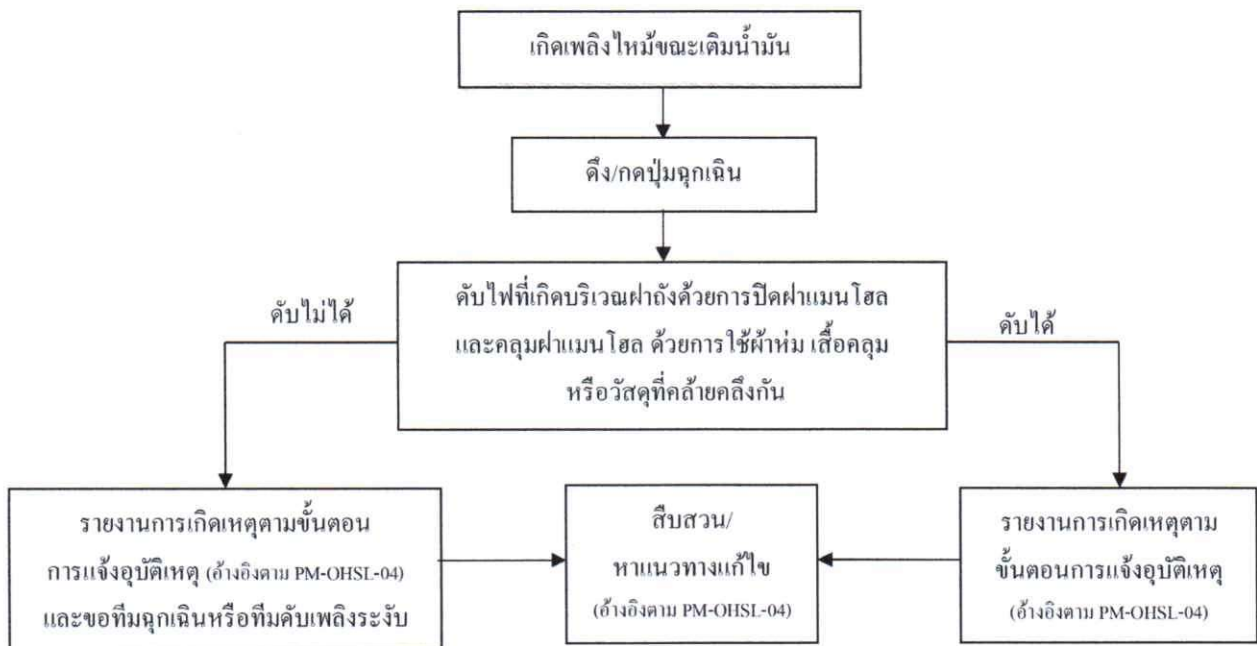 เกิดเพลิงไหม้ขณะเติมน้ำมัน
ดึง/กดปุ่มฉุกเฉิน
ดับไฟที่เกิดบริเวณฝาถังด้วยการปิดฝาแมนโฮล
และคลุมฝาแมนโฮล ด้วยการใช้ผ้าห่ม เสื้อคลุม
หรือวัสดุที่คล้ายคลึงกัน
ดับไม่ได้
ดับได้
รายงานการเกิดเหตุตามขั้นตอน
การแจ้งอุบัติเหตุ (อ้างอิงตาม PM-OHSL-04)
และขอทีมฉุกเฉินหรือทีมดับเพลิงระงับ
สืบสวน/
หาแนวทางแก้ไข
(อ้างอิงตาม PM-OHSL-04)
รายงานการเกิดเหตุตาม
ขั้นตอนการแจ้งอุบัติเหตุ
(อ้างอิงตาม PM-OHSL-04)